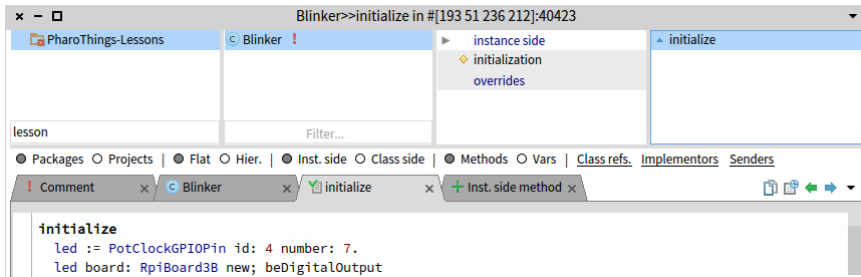 Blinker>>initialize in #[193 51 236 212]:40423
PharoThings-Lessons
Blinker !
instance side
initialization
overrides
initialize
lesson
Filter...
Packages Projects | Flat Hier. | Inst. side Class side | Methods Vars | Class refs. Implementors Senders
! Comment x C Blinker x initialize x Inst. side method x
initialize
led := PotClockGPIOPin id: 4 number: 7.
led board: RpiBoard3B new; beDigitalOutput